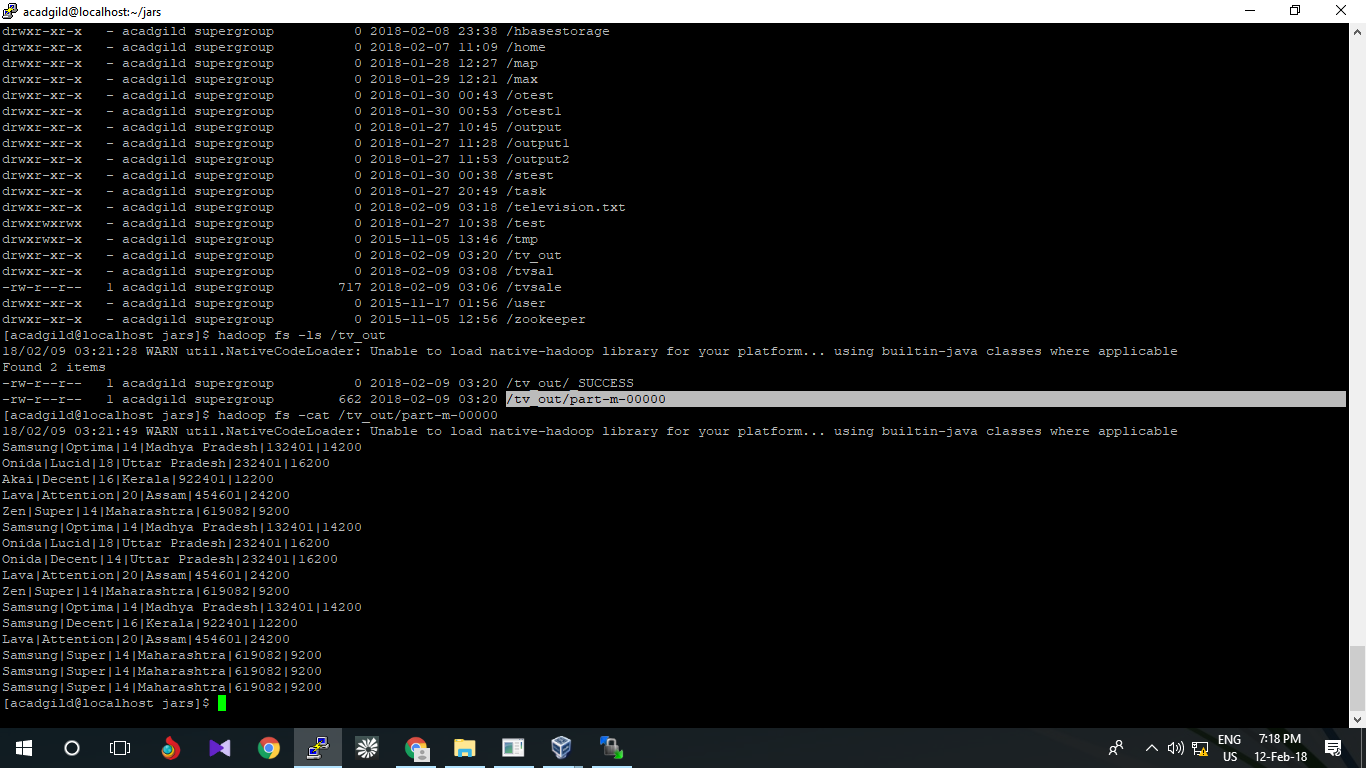 acadgild@localhost:~/jars
drwxr-xr-x   - acadgild supergroup          0 2018-02-08 23:38 /hbasestorage
drwxr-xr-x   - acadgild supergroup          0 2018-02-07 11:09 /home
drwxr-xr-x   - acadgild supergroup          0 2018-01-28 12:27 /map
drwxr-xr-x   - acadgild supergroup          0 2018-01-29 12:21 /max
drwxr-xr-x   - acadgild supergroup          0 2018-01-30 00:43 /otest
drwxr-xr-x   - acadgild supergroup          0 2018-01-30 00:53 /otest1
drwxr-xr-x   - acadgild supergroup          0 2018-01-27 10:45 /output
drwxr-xr-x   - acadgild supergroup          0 2018-01-27 11:28 /output1
drwxr-xr-x   - acadgild supergroup          0 2018-01-27 11:53 /output2
drwxr-xr-x   - acadgild supergroup          0 2018-01-30 00:38 /stest
drwxr-xr-x   - acadgild supergroup          0 2018-01-27 20:49 /task
drwxr-xr-x   - acadgild supergroup          0 2018-02-09 03:18 /television.txt
drwxrwxrwx   - acadgild supergroup          0 2018-01-27 10:38 /test
drwxrwxr-x   - acadgild supergroup          0 2015-11-05 13:46 /tmp
drwxr-xr-x   - acadgild supergroup          0 2018-02-09 03:20 /tv_out
drwxr-xr-x   - acadgild supergroup          0 2018-02-09 03:08 /tvsal
-rw-r--r--   1 acadgild supergroup        717 2018-02-09 03:06 /tvsale
drwxr-xr-x   - acadgild supergroup          0 2015-11-17 01:56 /user
drwxr-xr-x   - acadgild supergroup          0 2015-11-05 12:56 /zookeeper
[acadgild@localhost jars]$ hadoop fs -ls /tv_out
18/02/09 03:21:28 WARN util.NativeCodeLoader: Unable to load native-hadoop library for your platform... using builtin-java classes where applicable
Found 2 items
-rw-r--r--   1 acadgild supergroup          0 2018-02-09 03:20 /tv_out/_SUCCESS
-rw-r--r--   1 acadgild supergroup        662 2018-02-09 03:20 /tv_out/part-m-00000
[acadgild@localhost jars]$ hadoop fs -cat /tv_out/part-m-00000
18/02/09 03:21:49 WARN util.NativeCodeLoader: Unable to load native-hadoop library for your platform... using builtin-java classes where applicable
Samsung|Optima|14|Madhya Pradesh|132401|14200
Onida|Lucid|18|Uttar Pradesh|232401|16200
Akai|Decent|16|Kerala|922401|12200
Lava|Attention|20|Assam|454601|24200
Zen|Super|14|Maharashtra|619082|9200
Samsung|Optima|14|Madhya Pradesh|132401|14200
Onida|Lucid|18|Uttar Pradesh|232401|16200
Onida|Decent|14|Uttar Pradesh|232401|16200
Lava|Attention|20|Assam|454601|24200
Zen|Super|14|Maharashtra|619082|9200
Samsung|Optima|14|Madhya Pradesh|132401|14200
Samsung|Decent|16|Kerala|922401|12200
Lava|Attention|20|Assam|454601|24200
Samsung|Super|14|Maharashtra|619082|9200
Samsung|Super|14|Maharashtra|619082|9200
Samsung|Super|14|Maharashtra|619082|9200
[acadgild@localhost jars]$
ENG 7:18 PM
US 12-Feb-18